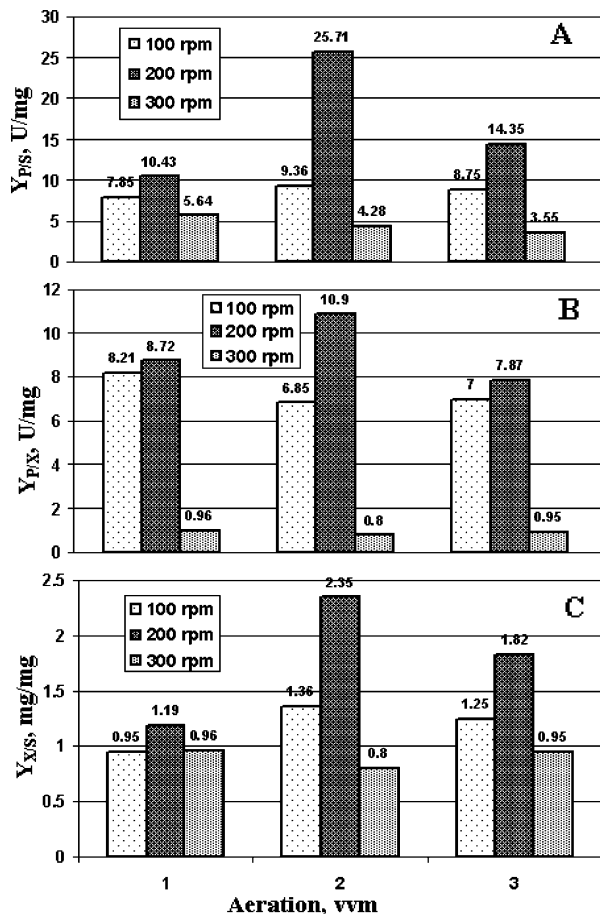 A
100 rpm
200 rpm
300 rpm
Y_P/S, U/mg
30
25
20
15
10
5
0
7.85
10.43
5.64
9.36
25.71
4.28
8.75
14.35
3.55
B
100 rpm
200 rpm
300 rpm
Y_P/X, U/mg
12
10
8
6
4
2
0
8.21
8.72
0.96
6.85
10.9
0.8
7
7.87
0.95
C
100 rpm
200 rpm
300 rpm
Y_X/S, mg/mg
2.5
2
1.5
1
0.5
0
0.95
1.19
0.96
1.36
2.35
0.8
1.25
1.82
0.95
1 2 3
Aeration, vvm